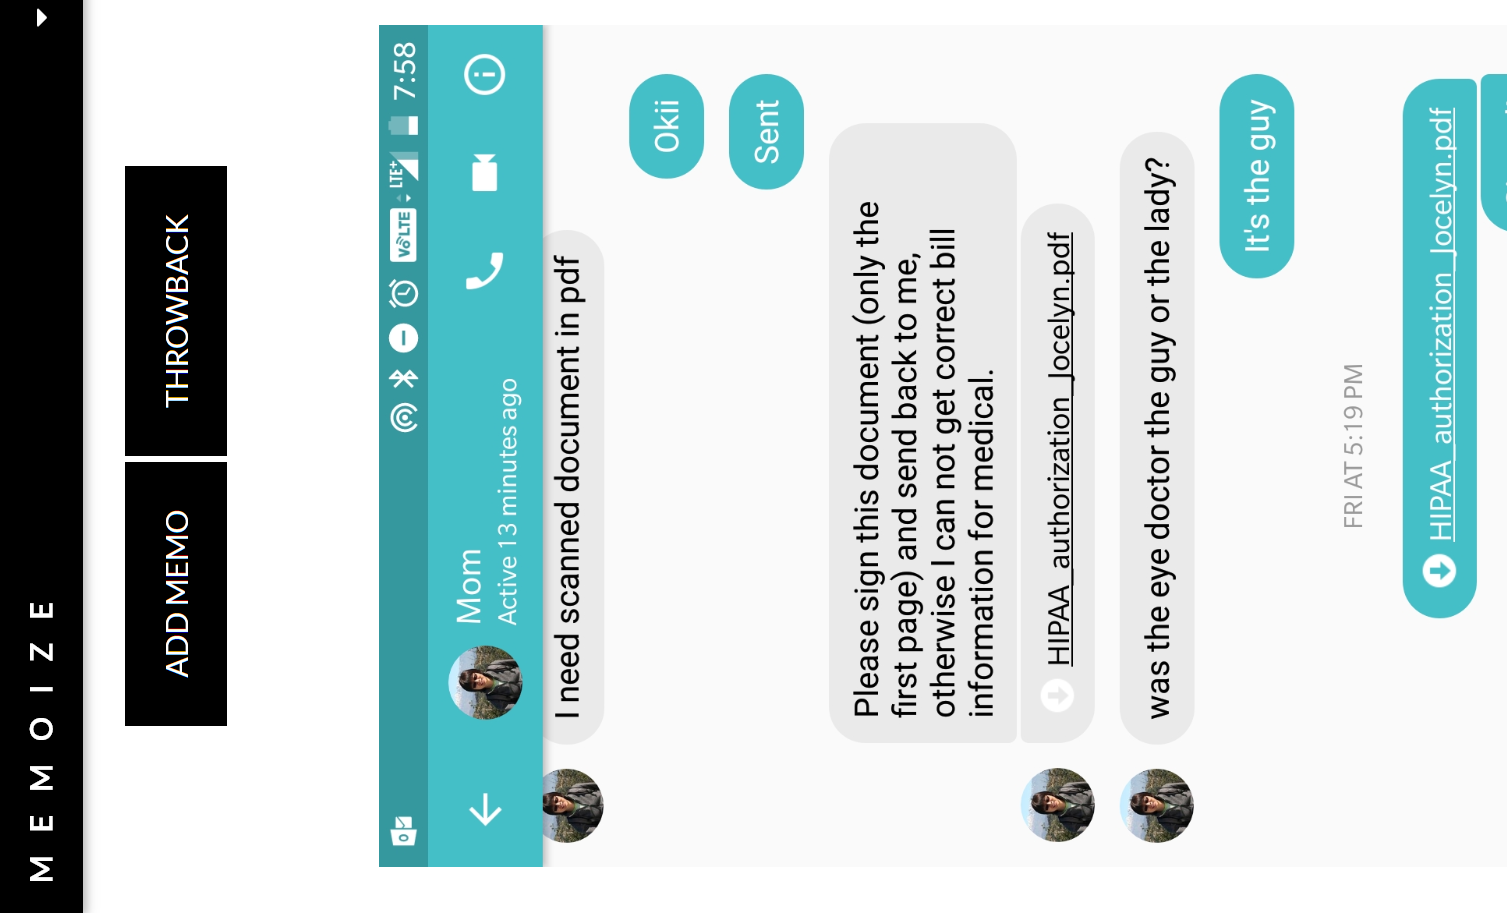 MEMOIZE
ADD MEMO
THROWBACK
VoLTE
LTE+
7:58
Mom
Active 13 minutes ago
I need scanned document in pdf
Okii
Sent
Please sign this document (only the
first page) and send back to me,
otherwise I can not get correct bill
information for medical.
HIPAA_authorization_Jocelyn.pdf
was the eye doctor the guy or the lady?
It's the guy
FRI AT 5:19 PM
HIPAA_authorization_Jocelyn.pdf